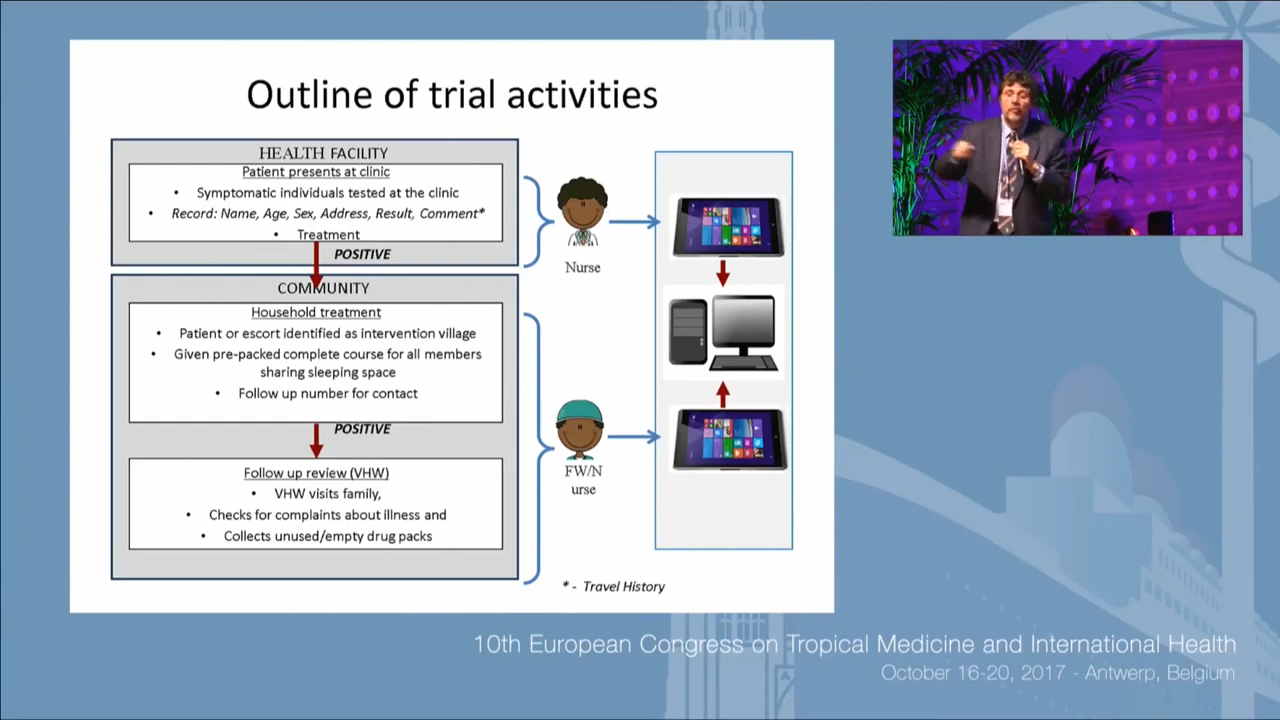 Outline of trial activities
HEALTH FACILITY
Patient presents at clinic
• Symptomatic individuals tested at the clinic
• Record: Name, Age, Sex, Address, Result, Comment*
• Treatment
POSITIVE
COMMUNITY
Household treatment
• Patient or escort identified as intervention village
• Given pre-packed complete course for all members
sharing sleeping space
• Follow up number for contact
POSITIVE
Follow up review (VHW)
• VHW visits family,
• Checks for complaints about illness and
• Collects unused/empty drug packs
Nurse
FW/N
urse
* - Travel History
10th European Congress on Tropical Medicine and International Health
October 16-20, 2017 - Antwerp, Belgium